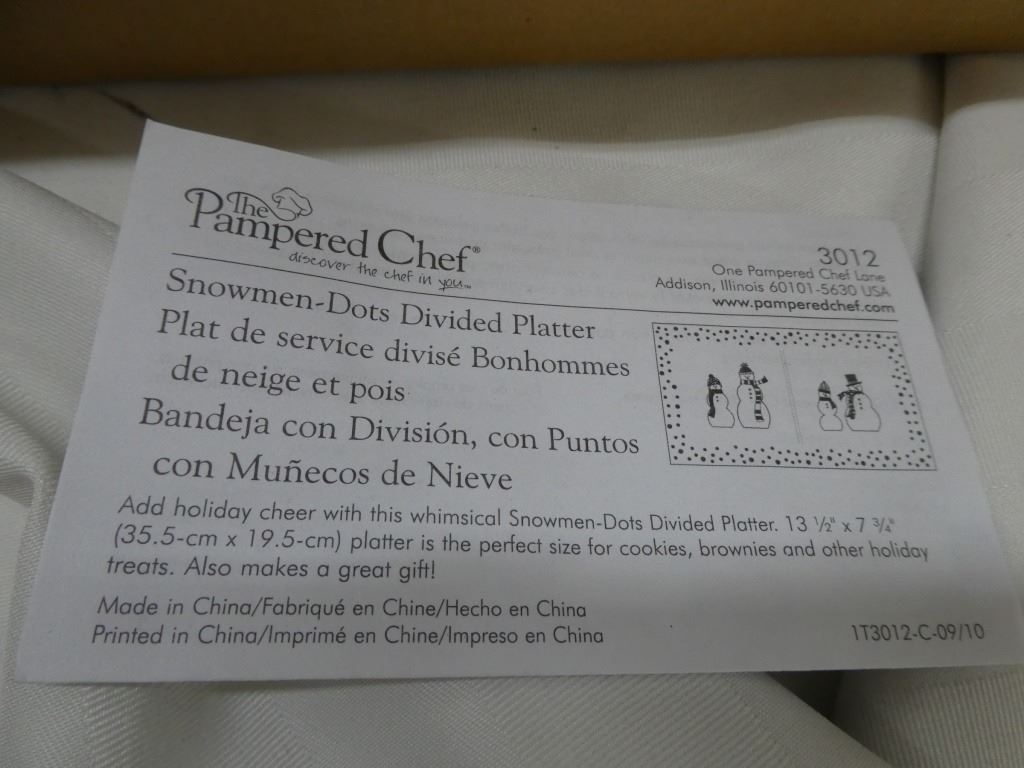 The
Pampered Chef®
discover the chef in you...
3012
One Pampered Chef Lane
Addison, Illinois 60101-5630 USA
www.pamperedchef.com
Snowmen-Dots Divided Platter
Plat de service divisé Bonhommes
de neige et pois
Bandeja con División, con Puntos
con Muñecos de Nieve
Add holiday cheer with this whimsical Snowmen-Dots Divided Platter. 13 ½" x 7 ¾"
(35.5-cm x 19.5-cm) platter is the perfect size for cookies, brownies and other holiday
treats. Also makes a great gift!
Made in China/Fabriqué en Chine/Hecho en China
Printed in China/Imprimé en Chine/Impreso en China
1T3012-C-09/10